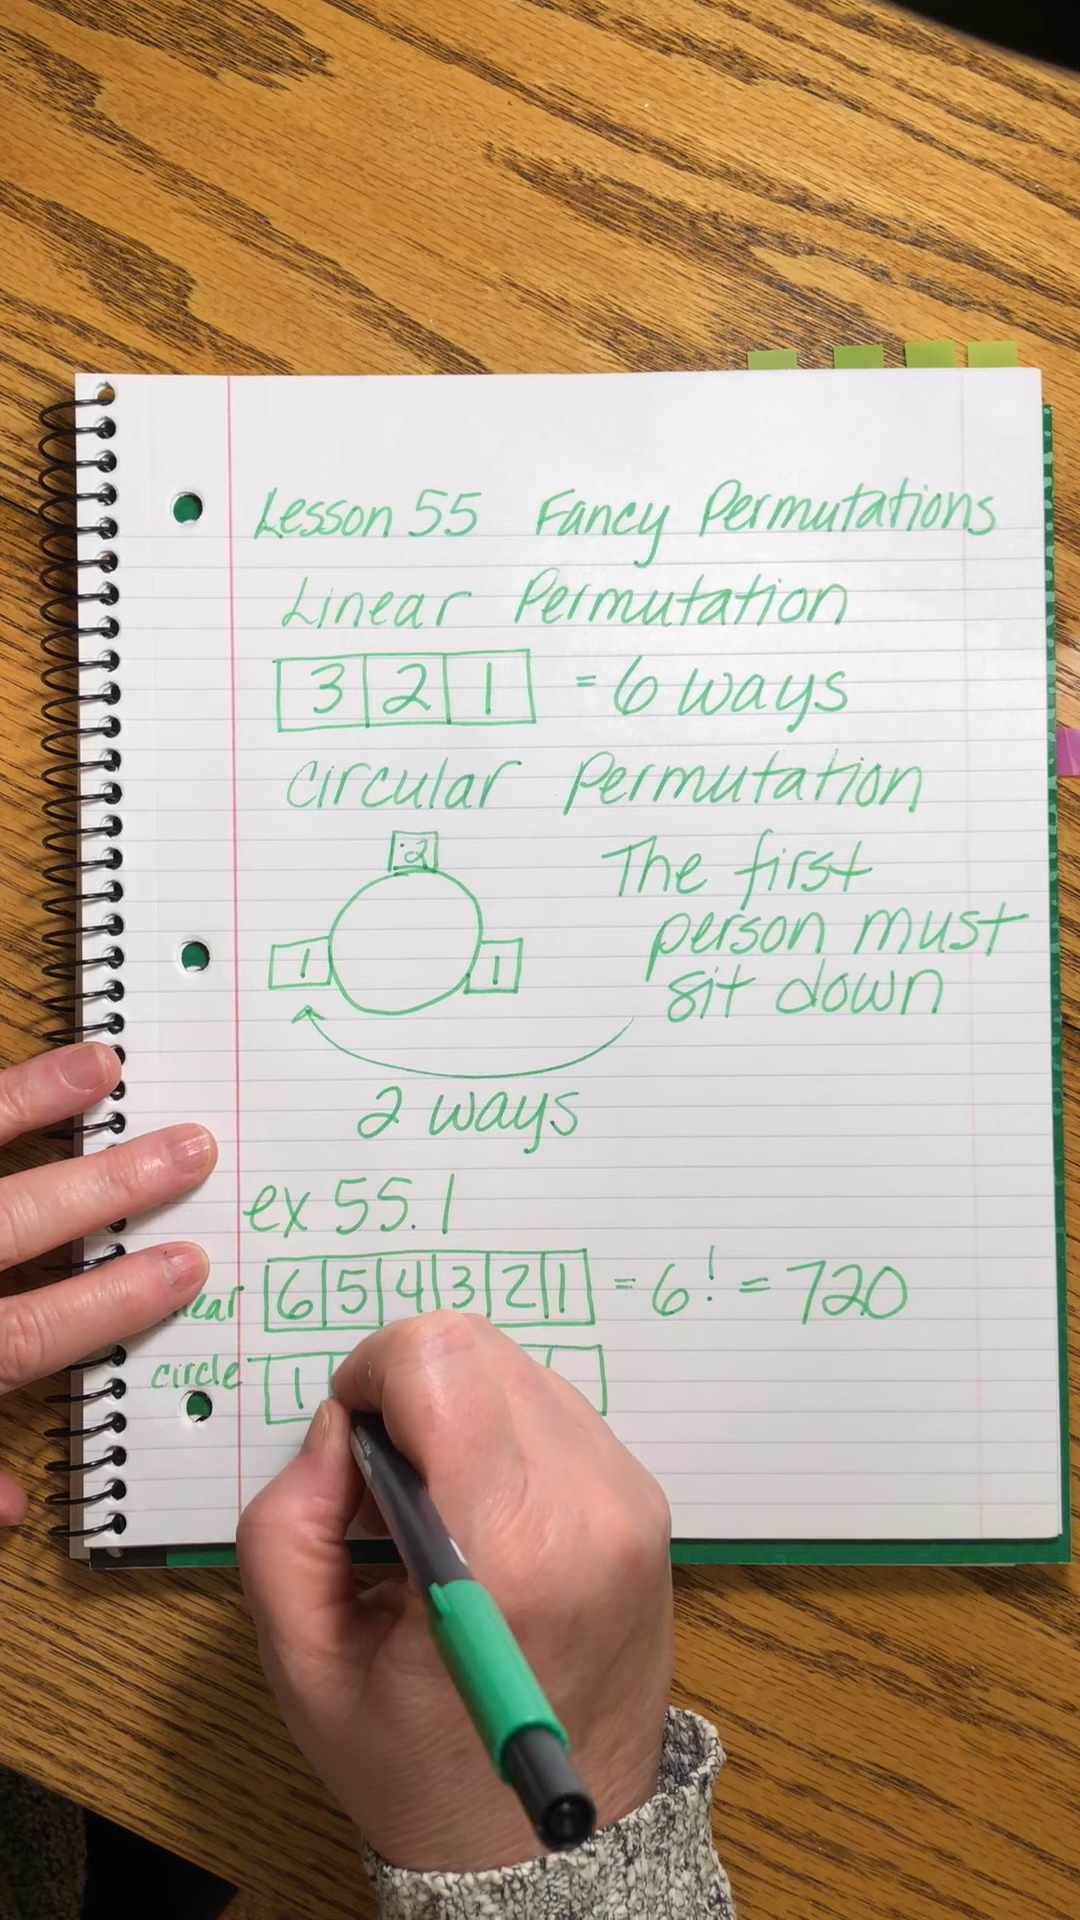 Lesson 55 Fancy Permutations
Linear Permutation
3 2 1 = 6 ways
Circular Permutation
2
1 1
The first
person must
sit down
2 ways
ex 55.1
6 5 4 3 2 1 = 6! = 720
circle 1